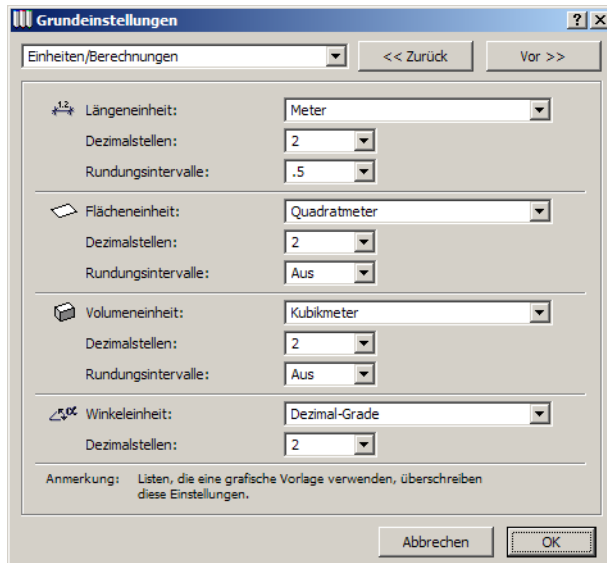 Grundeinstellungen
Einheiten/Berechnungen << Zurück Vor >>
1.2 Längeneinheit: Meter
Dezimalstellen: 2
Rundungsintervalle: .5
Flächeneinheit: Quadratmeter
Dezimalstellen: 2
Rundungsintervalle: Aus
Volumeneinheit: Kubikmeter
Dezimalstellen: 2
Rundungsintervalle: Aus
α Winkeleinheit: Dezimal-Grade
Dezimalstellen: 2
Anmerkung: Listen, die eine grafische Vorlage verwenden, überschreiben
diese Einstellungen.
Abbrechen OK